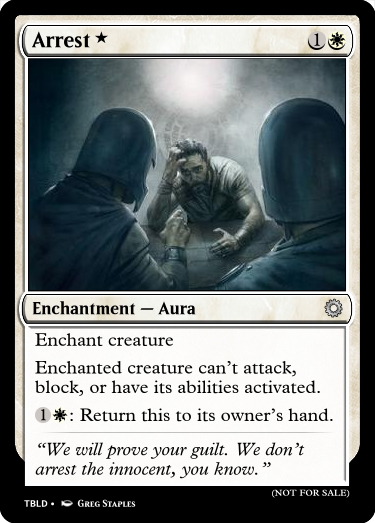 Arrest ★ 1
Enchantment — Aura
Enchant creature
Enchanted creature can't attack,
block, or have its abilities activated.
1 : Return this to its owner's hand.
“We will prove your guilt. We don't
arrest the innocent, you know.”
(NOT FOR SALE)
TBLD • Greg Staples